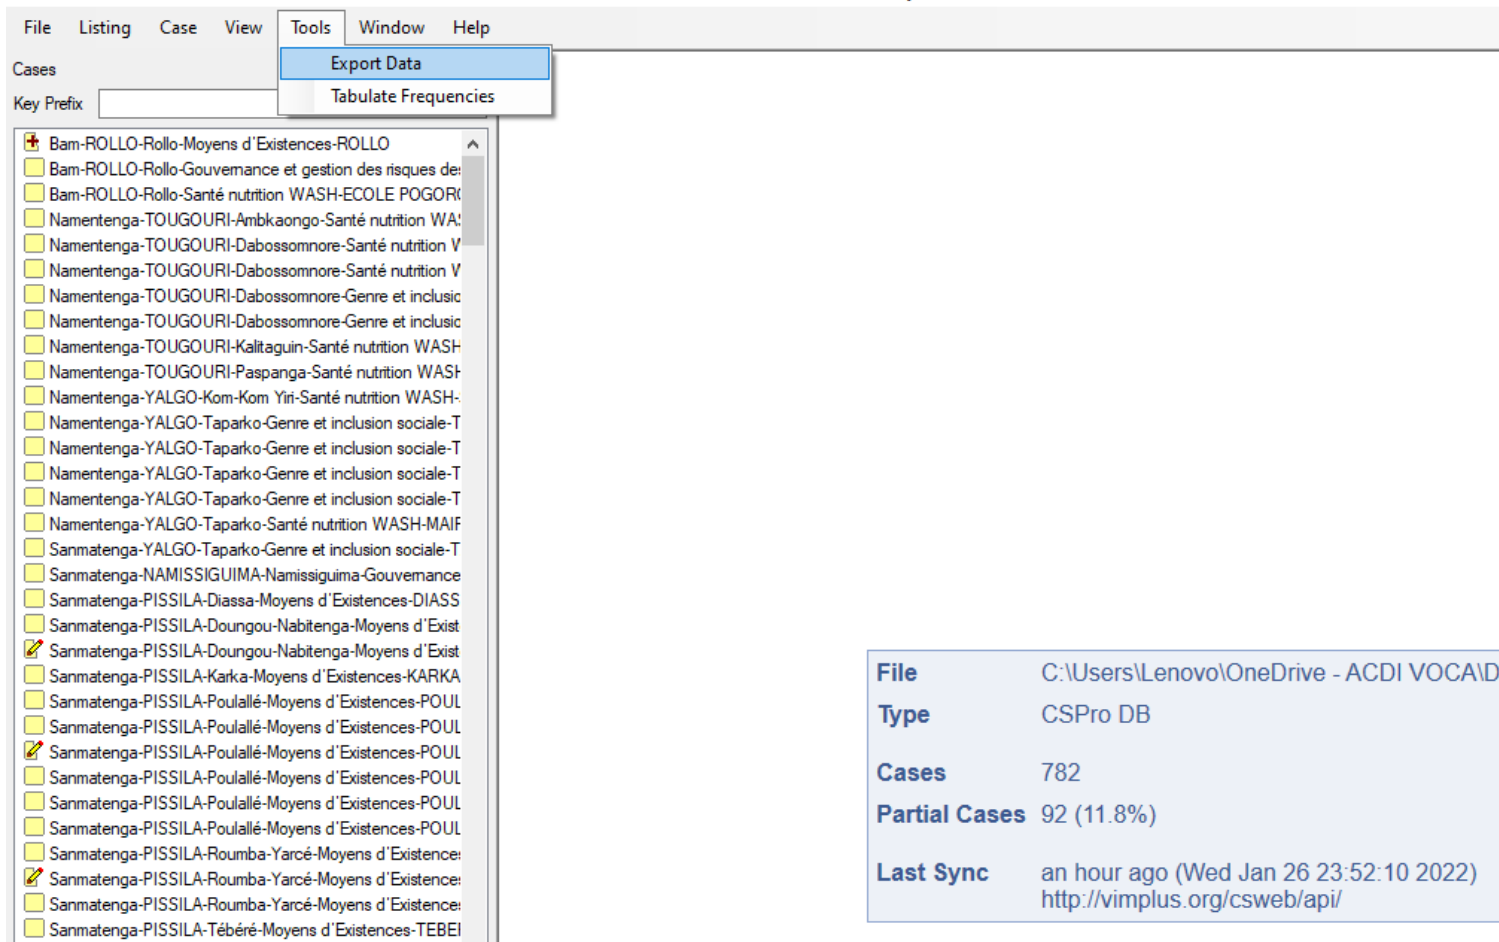 File Listing Case View Tools Window Help
Export Data
Tabulate Frequencies
Cases
Key Prefix
Bam-ROLLO-Rollo-Moyens d'Existences-ROLLO
Bam-ROLLO-Rollo-Gouvernance et gestion des risques des
Bam-ROLLO-Rollo-Santé nutrition WASH-ECOLE POGORO
Namentenga-TOUGOURI-Ambkaongo-Santé nutrition WAS
Namentenga-TOUGOURI-Dabossomnore-Santé nutrition W
Namentenga-TOUGOURI-Dabossomnore-Santé nutrition W
Namentenga-TOUGOURI-Dabossomnore-Genre et inclusio
Namentenga-TOUGOURI-Dabossomnore-Genre et inclusio
Namentenga-TOUGOURI-Kalitaguin-Santé nutrition WASH
Namentenga-TOUGOURI-Paspanga-Santé nutrition WASH
Namentenga-YALGO-Kom-Kom Yiri-Santé nutrition WASH-
Namentenga-YALGO-Taparko-Genre et inclusion sociale-T
Namentenga-YALGO-Taparko-Genre et inclusion sociale-T
Namentenga-YALGO-Taparko-Genre et inclusion sociale-T
Namentenga-YALGO-Taparko-Genre et inclusion sociale-T
Namentenga-YALGO-Taparko-Santé nutrition WASH-MAIR
Sanmatenga-YALGO-Taparko-Genre et inclusion sociale-T
Sanmatenga-NAMISSIGUIMA-Namissiguima-Gouvernance
Sanmatenga-PISSILA-Diassa-Moyens d'Existences-DIASS
Sanmatenga-PISSILA-Doungou-Nabitenga-Moyens d'Exist
Sanmatenga-PISSILA-Doungou-Nabitenga-Moyens d'Exist
Sanmatenga-PISSILA-Karka-Moyens d'Existences-KARKA
Sanmatenga-PISSILA-Poulallé-Moyens d'Existences-POUL
Sanmatenga-PISSILA-Poulallé-Moyens d'Existences-POUL
Sanmatenga-PISSILA-Poulallé-Moyens d'Existences-POUL
Sanmatenga-PISSILA-Poulallé-Moyens d'Existences-POUL
Sanmatenga-PISSILA-Poulallé-Moyens d'Existences-POUL
Sanmatenga-PISSILA-Poulallé-Moyens d'Existences-POUL
Sanmatenga-PISSILA-Roumba-Yarcé-Moyens d'Existences
Sanmatenga-PISSILA-Roumba-Yarcé-Moyens d'Existences
Sanmatenga-PISSILA-Roumba-Yarcé-Moyens d'Existences
Sanmatenga-PISSILA-Tébéré-Moyens d'Existences-TEBEI
File C:\Users\Lenovo\OneDrive - ACDI VOCA\D
Type CSPro DB
Cases 782
Partial Cases 92 (11.8%)
Last Sync an hour ago (Wed Jan 26 23:52:10 2022)
http://vimplus.org/csweb/api/